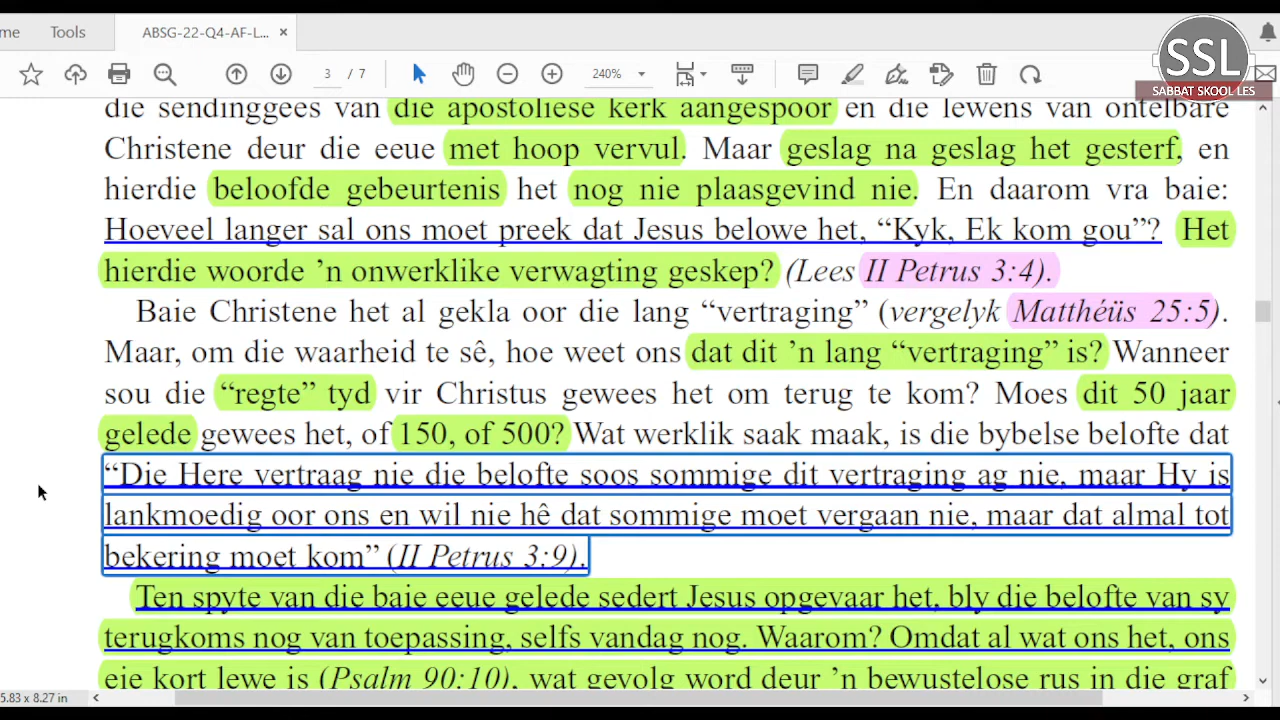 me
Tools
ABSG-22-Q4-AF-L...
×
SSL
SABBAT SKOOL LES
3 / 7
240%
die sendinggees van die apostoliese kerk aangespoor en die lewens van ontelbare
Christene deur die eeue met hoop vervul. Maar geslag na geslag het gesterf, en
hierdie beloofde gebeurtenis het nog nie plaasgevind nie. En daarom vra baie:
Hoeveel langer sal ons moet preek dat Jesus belowe het, “Kyk, Ek kom gou”? Het
hierdie woorde ’n onwerklike verwagting geskep? (Lees II Petrus 3:4).
Baie Christene het al gekla oor die lang “vertraging” (vergelyk Matthéüs 25:5).
Maar, om die waarheid te sê, hoe weet ons dat dit ’n lang “vertraging” is? Wanneer
sou die “regte” tyd vir Christus gewees het om terug te kom? Moes dit 50 jaar
gelede gewees het, of 150, of 500? Wat werklik saak maak, is die bybelse belofte dat
“Die Here vertraag nie die belofte soos sommige dit vertraging ag nie, maar Hy is
lankmoedig oor ons en wil nie hê dat sommige moet vergaan nie, maar dat almal tot
bekering moet kom” (II Petrus 3:9).
Ten spyte van die baie eeue gelede sedert Jesus opgevaar het, bly die belofte van sy
terugkoms nog van toepassing, selfs vandag nog. Waarom? Omdat al wat ons het, ons
eie kort lewe is (Psalm 90:10), wat gevolg word deur ’n bewustelose rus in die graf
5.83 x 8.27 in